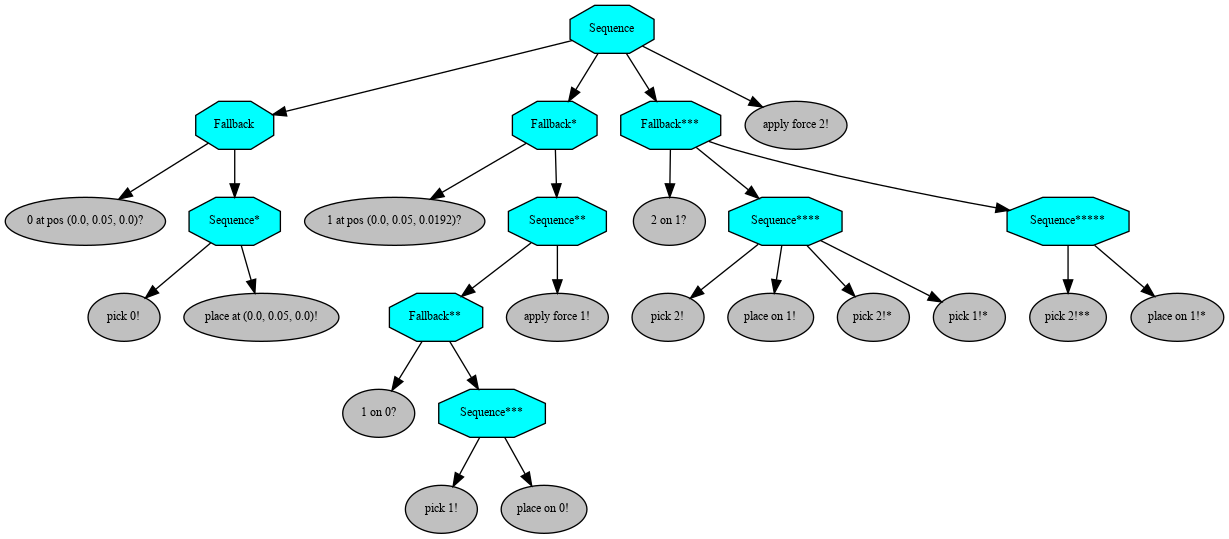 Sequence
Fallback
Fallback*
Fallback***
apply force 2!
0 at pos (0.0, 0.05, 0.0)?
Sequence*
1 at pos (0.0, 0.05, 0.0192)?
Sequence**
2 on 1?
Sequence****
Sequence*****
pick 0!
place at (0.0, 0.05, 0.0)!
Fallback**
apply force 1!
pick 2!
place on 1!
pick 2!*
pick 1!*
pick 2!**
place on 1!*
1 on 0?
Sequence***
pick 1!
place on 0!